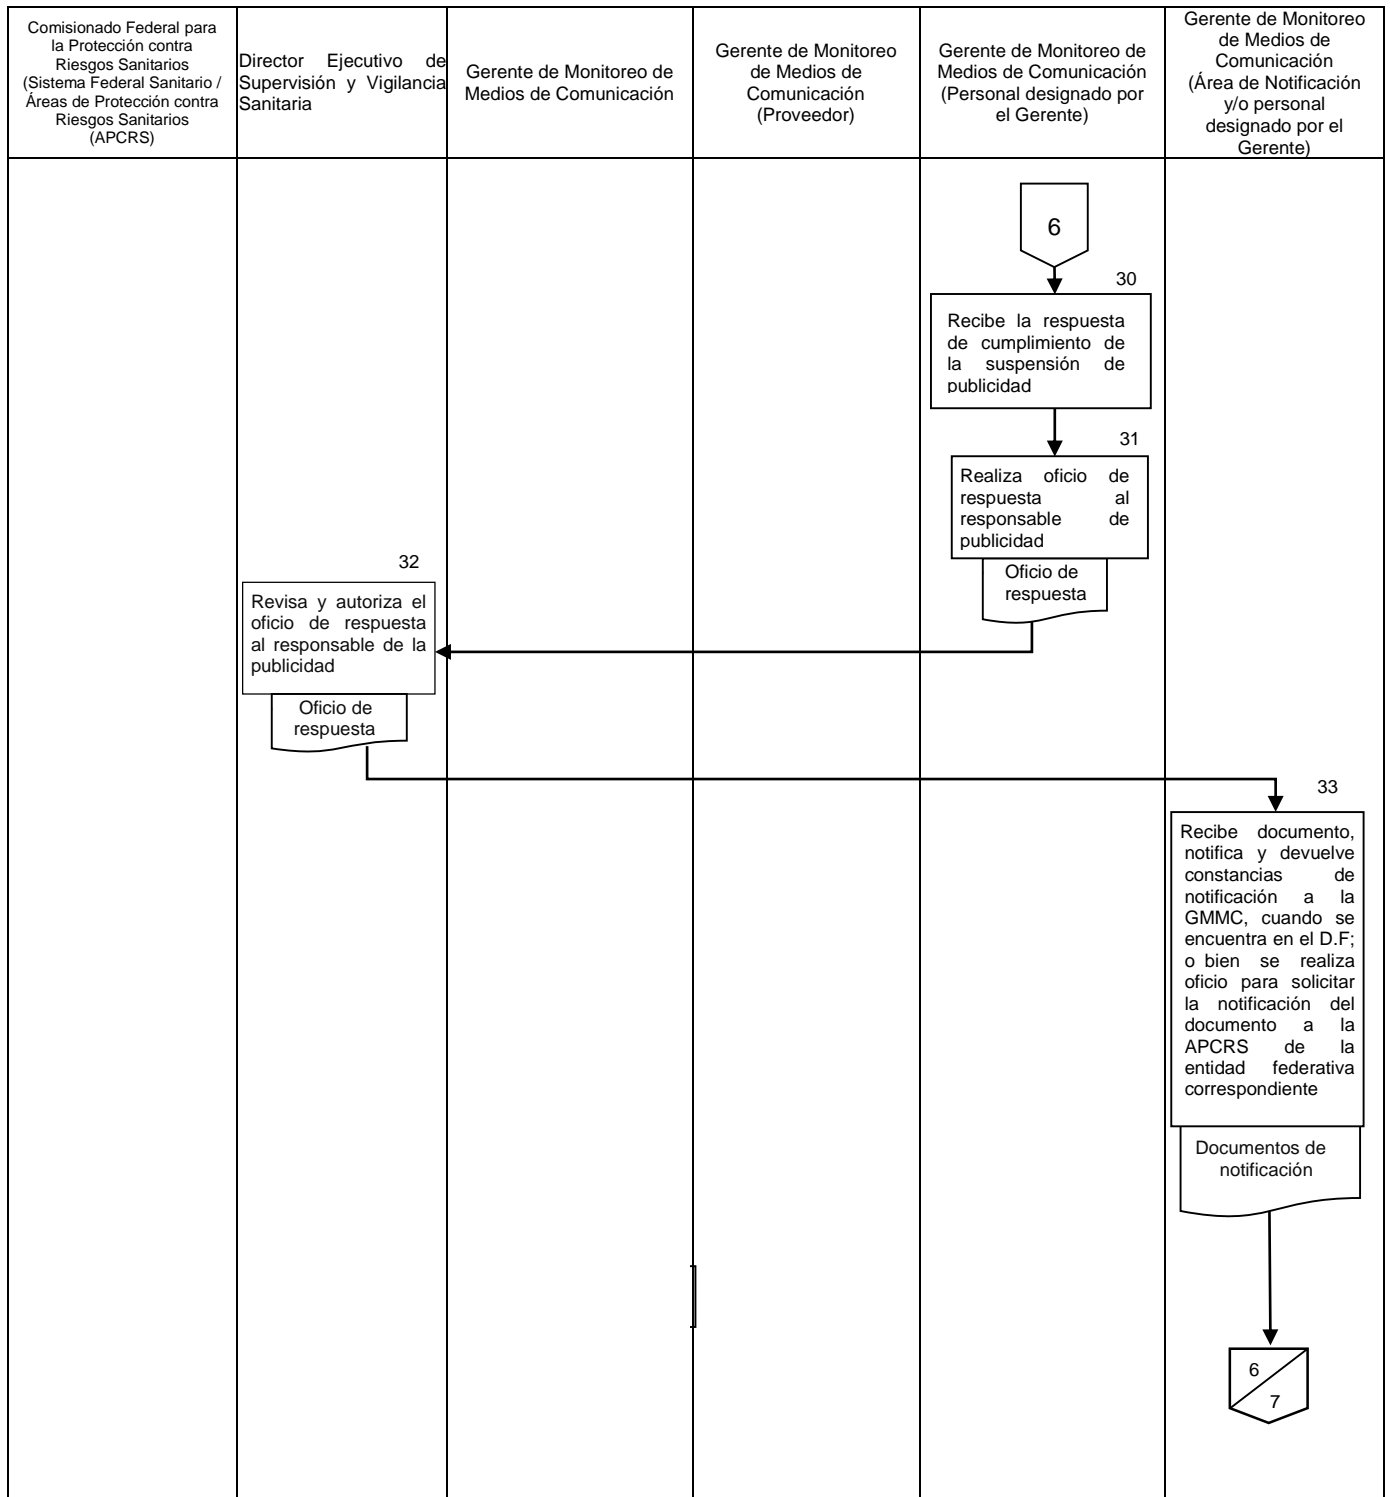 Comisionado Federal para
la Protección contra
Riesgos Sanitarios
(Sistema Federal Sanitario /
Áreas de Protección contra
Riesgos Sanitarios
(APCRS)
Director Ejecutivo de
Supervisión y Vigilancia
Sanitaria
Gerente de Monitoreo de
Medios de Comunicación
Gerente de Monitoreo
de Medios de
Comunicación
(Proveedor)
Gerente de Monitoreo de
Medios de Comunicación
(Personal designado por
el Gerente)
Gerente de Monitoreo
de Medios de
Comunicación
(Área de Notificación
y/o personal
designado por el
Gerente)
6
30
Recibe la respuesta
de cumplimiento de
la suspensión de
publicidad
31
Realiza oficio de
respuesta al
responsable de
publicidad
Oficio de
respuesta
32
Revisa y autoriza el
oficio de respuesta
al responsable de la
publicidad
Oficio de
respuesta
33
Recibe documento,
notifica y devuelve
constancias de
notificación a la
GMMC, cuando se
encuentra en el D.F;
o bien se realiza
oficio para solicitar
la notificación del
documento a la
APCRS de la
entidad federativa
correspondiente
Documentos de
notificación
6
7